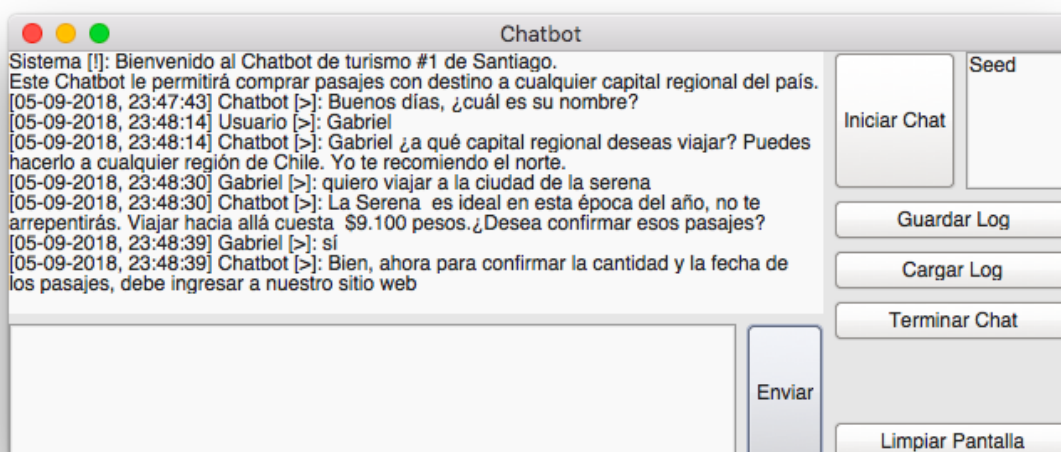 Chatbot
Sistema [!]: Bienvenido al Chatbot de turismo #1 de Santiago.
Este Chatbot le permitirá comprar pasajes con destino a cualquier capital regional del país.
[05-09-2018, 23:47:43] Chatbot [>]: Buenos días, ¿cuál es su nombre?
[05-09-2018, 23:48:14] Usuario [>]: Gabriel
[05-09-2018, 23:48:14] Chatbot [>]: Gabriel ¿a qué capital regional deseas viajar? Puedes
hacerlo a cualquier región de Chile. Yo te recomiendo el norte.
[05-09-2018, 23:48:30] Gabriel [>]: quiero viajar a la ciudad de la serena
[05-09-2018, 23:48:30] Chatbot [>]: La Serena  es ideal en esta época del año, no te
arrepentirás. Viajar hacia allá cuesta  $9.100 pesos.¿Desea confirmar esos pasajes?
[05-09-2018, 23:48:39] Gabriel [>]: sí
[05-09-2018, 23:48:39] Chatbot [>]: Bien, ahora para confirmar la cantidad y la fecha de
los pasajes, debe ingresar a nuestro sitio web
Iniciar Chat
Seed
Guardar Log
Cargar Log
Terminar Chat
Enviar
Limpiar Pantalla